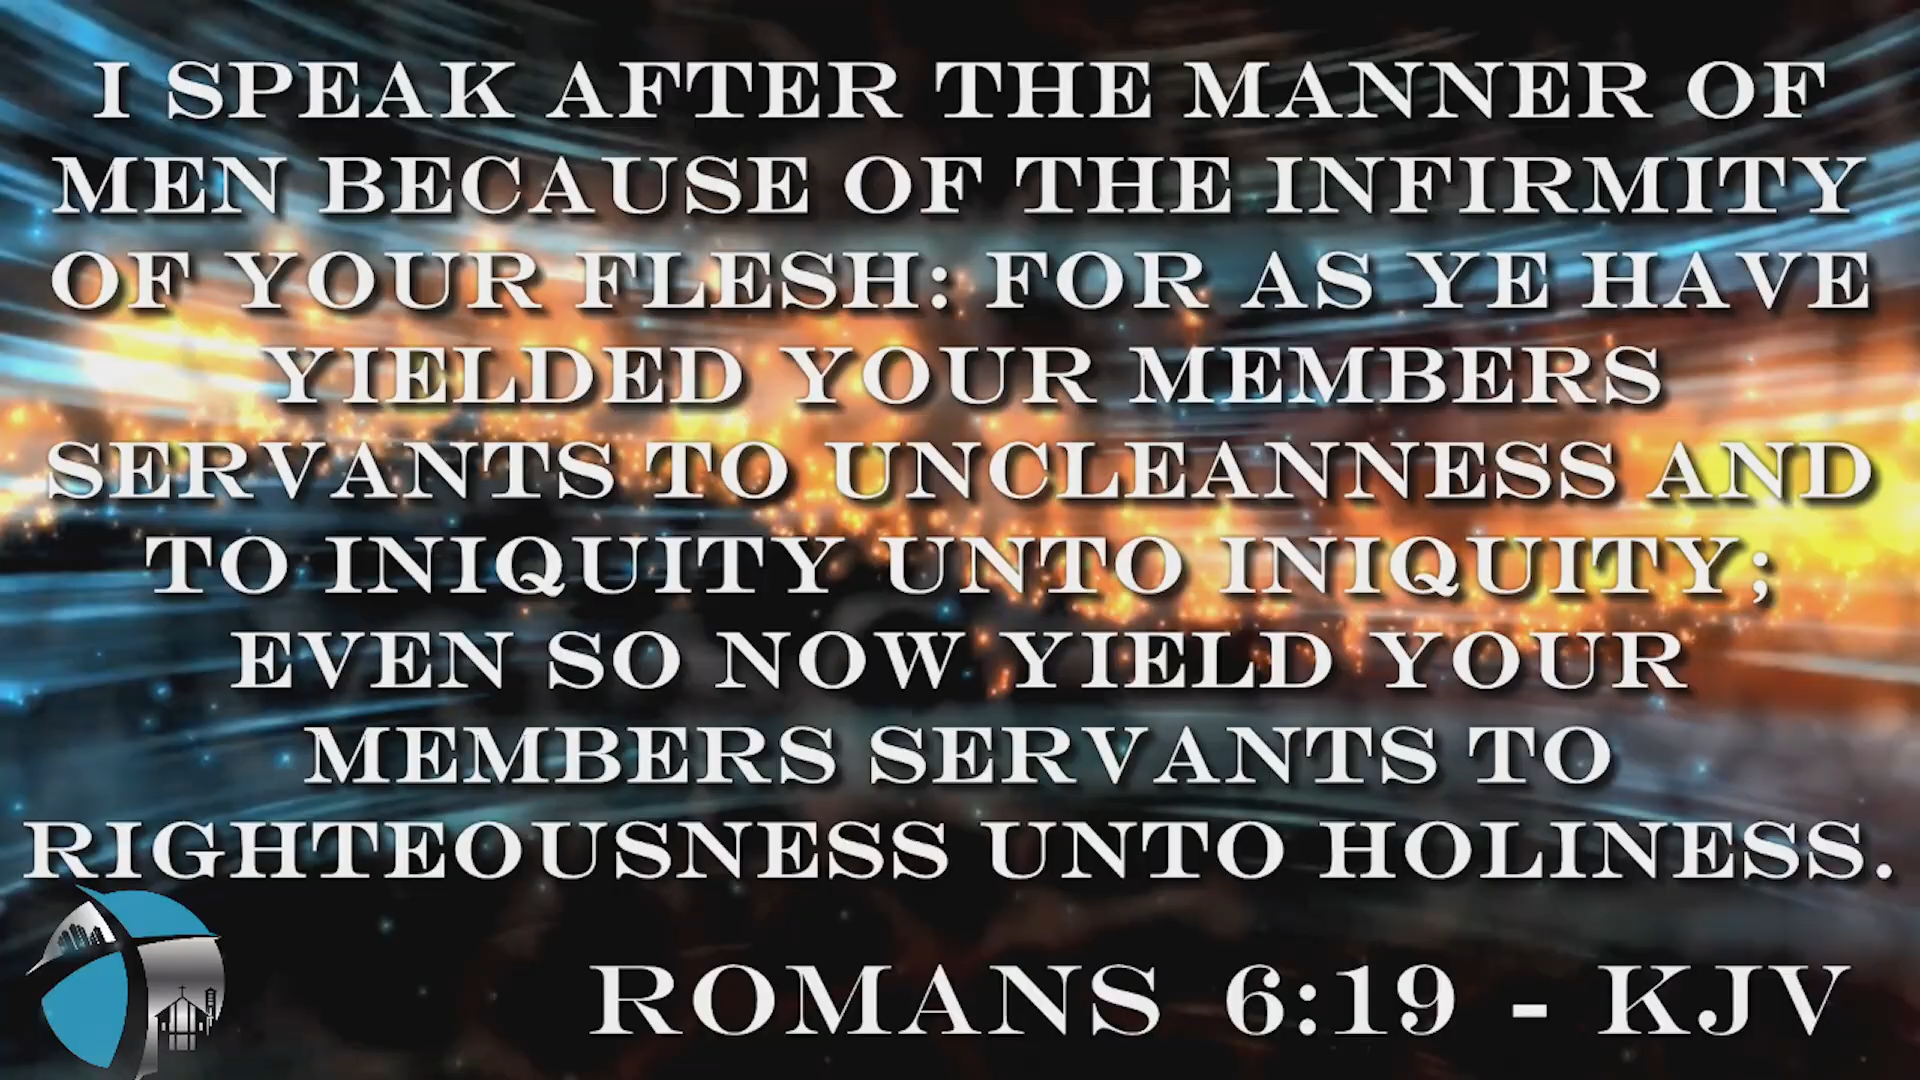 I SPEAK AFTER THE MANNER OF
MEN BECAUSE OF THE INFIRMITY
OF YOUR FLESH: FOR AS YE HAVE
YIELDED YOUR MEMBERS
SERVANTS TO UNCLEANNESS AND
TO INIQUITY UNTO INIQUITY;
EVEN SO NOW YIELD YOUR
MEMBERS SERVANTS TO
RIGHTEOUSNESS UNTO HOLINESS.
ROMANS 6:19 - KJV